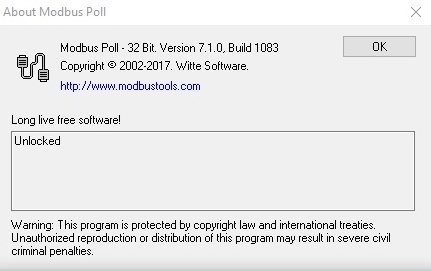 About Modbus Poll
Modbus Poll - 32 Bit. Version 7.1.0, Build 1083
OK
Copyright © 2002-2017. Witte Software.
http://www.modbustools.com
Long live free software!
Unlocked
Warning: This program is protected by copyright law and international treaties.
Unauthorized reproduction or distribution of this program may result in severe civil
criminal penalties.